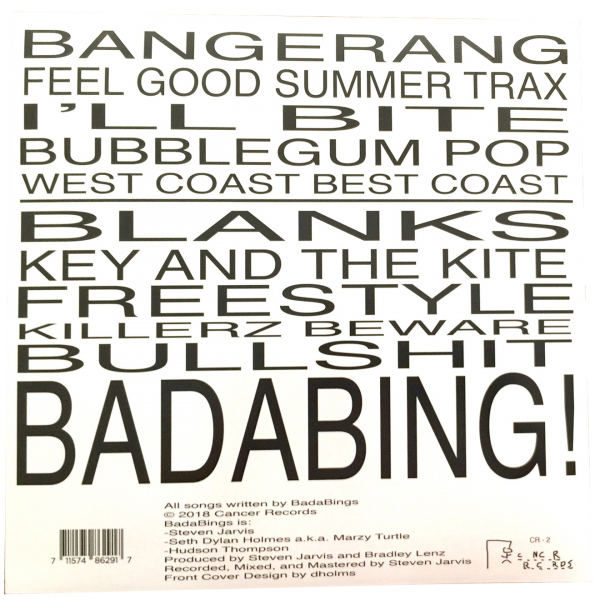 BANGERANG
FEEL GOOD SUMMER TRAX
I'LL BITE
BUBBLEGUM POP
WEST COAST BEST COAST
BLANKS
KEY AND THE KITE
FREESTYLE
KILLERZ BEWARE
BULLSHIT
BADABING!
All songs written by BadaBings
© 2018 Cancer Records
BadaBings is:
-Steven Jarvis
-Seth Dylan Holmes a.k.a. Marzy Turtle
-Hudson Thompson
Produced by Steven Jarvis and Bradley Lenz
Recorded, Mixed, and Mastered by Steven Jarvis
Front Cover Design by dholms
7 11574 86291 7
CR-2